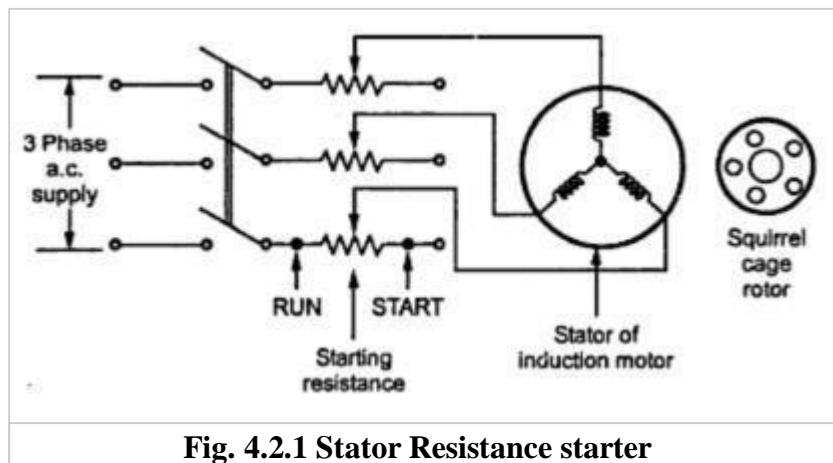 3 Phase
a.c.
supply
RUN
START
Starting
resistance
Stator of
induction motor
Squirrel
cage
rotor
Fig. 4.2.1 Stator Resistance starter